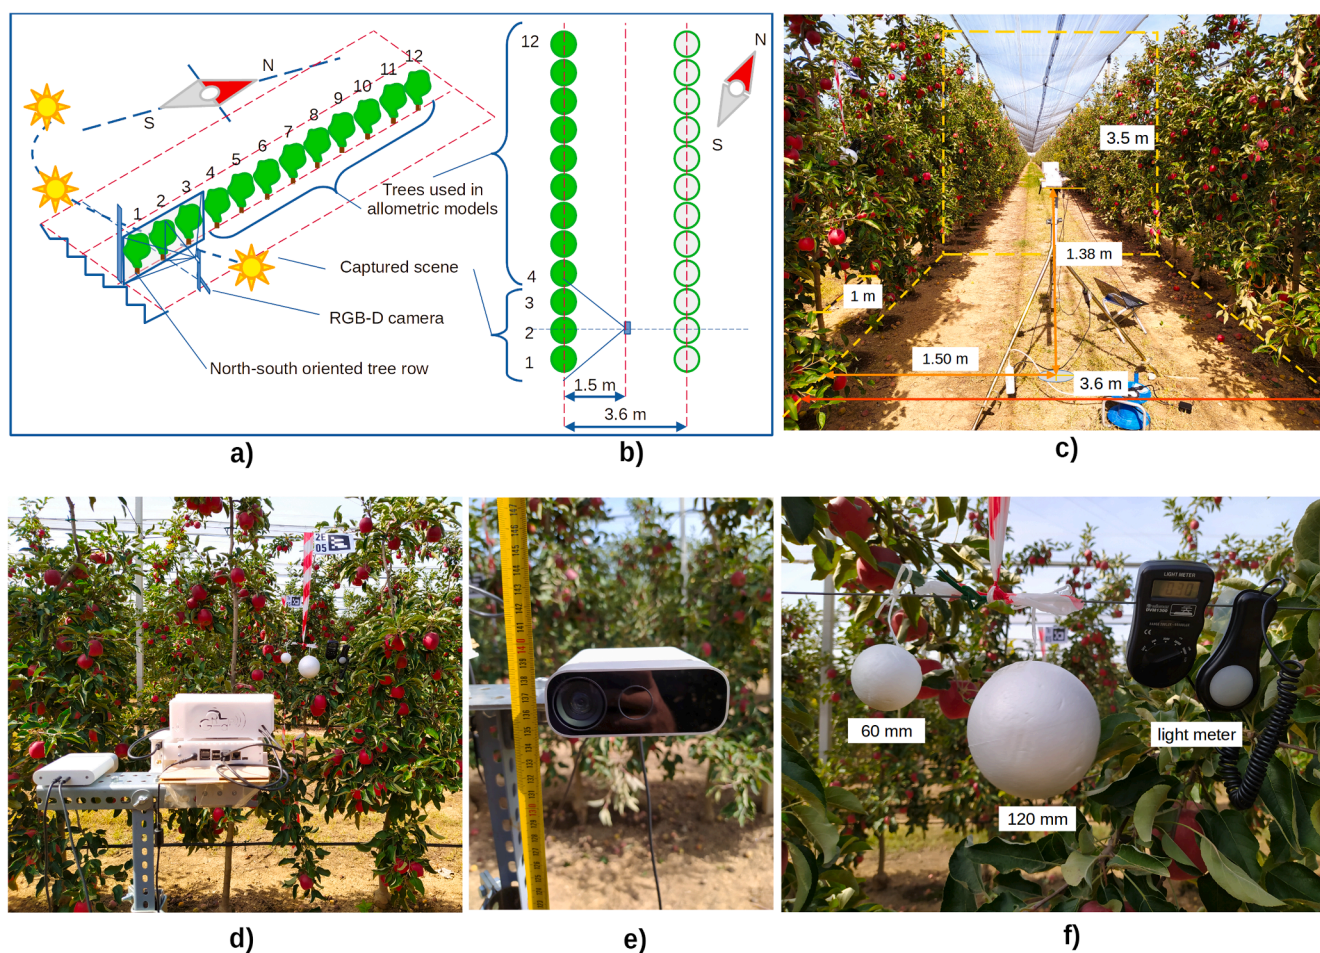 N
S
1
2
3
4
5
6
7
8
9
10
11
12
Trees used in
allometric models
Captured scene
RGB-D camera
North-south oriented tree row
12
4
3
2
1
N
S
1.5 m
3.6 m
3.5 m
1.38 m
1 m
1.50 m
3.6 m
a)
b)
c)
2E
05
60 mm
120 mm
LIGHT METER
light meter
d)
e)
f)